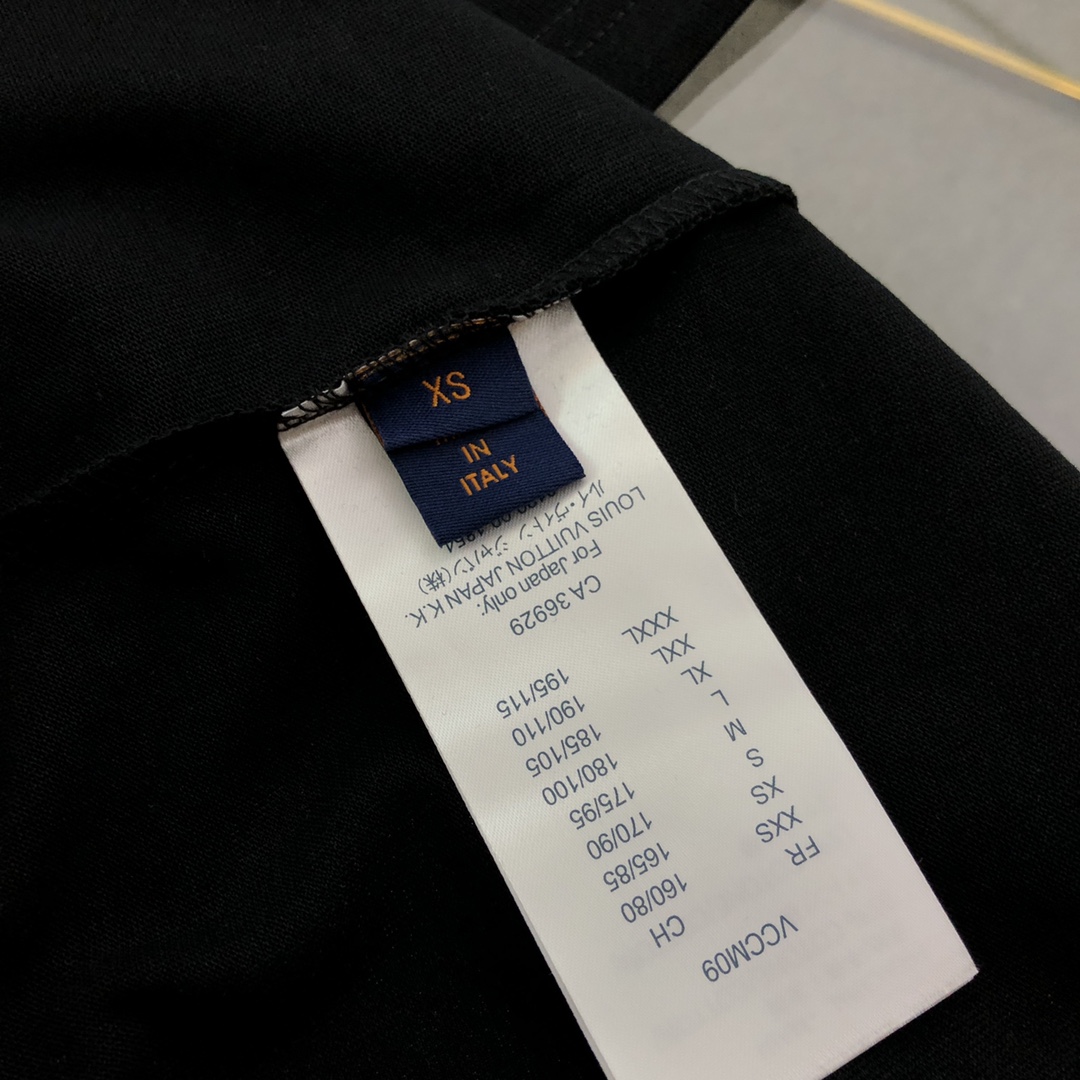 XS
IN
ITALY
VCCM09
FR CH
XXS 160/80
XS 165/85
S 170/90
M 175/95
L 180/100
XL 185/105
XXL 190/110
XXXL 195/115
CA 36929
For Japan only:
LOUIS VUITTON JAPAN K.K.
ルイ・ヴィトン ジャパン(株)